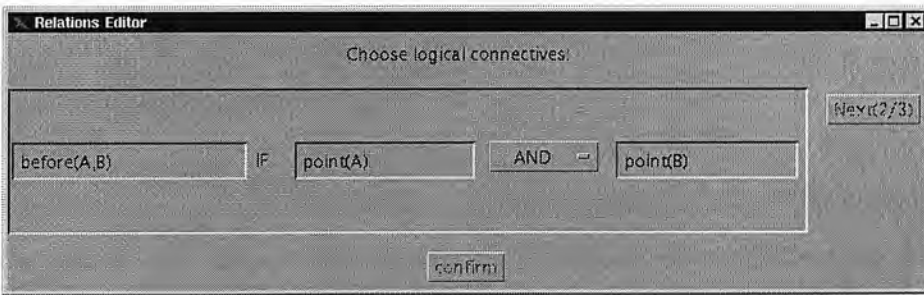 Relations Editor
Choose logical connectives:
Next(2/3)
before(A,B) IF point(A) AND point(B)
confirm